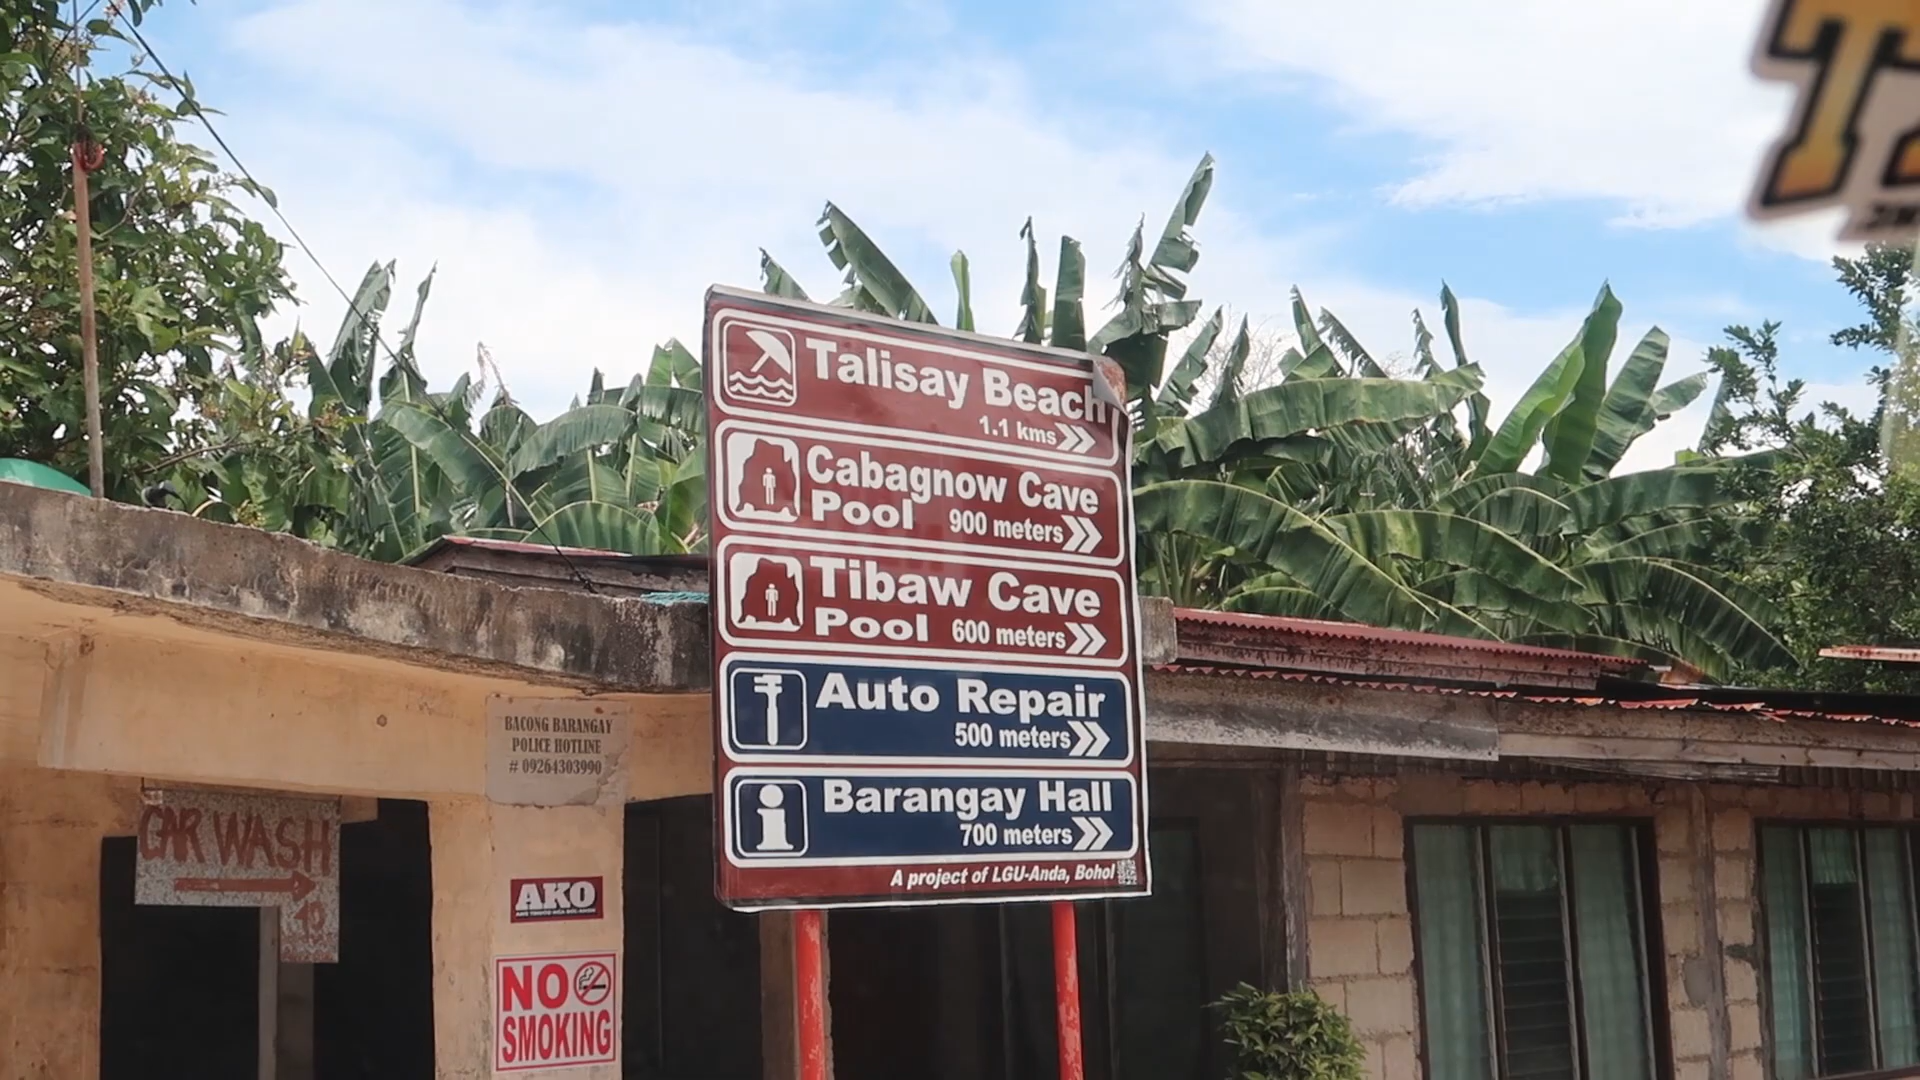 Talisay Beach
1.1 kms
Cabagnow Cave
Pool 900 meters
Tibaw Cave
Pool 600 meters
Auto Repair
500 meters
Barangay Hall
700 meters
A project of LGU-Anda, Bohol
BACONG BARANGAY
POLICE HOTLINE
# 09264303990
CAR WASH
AKO
NO
SMOKING